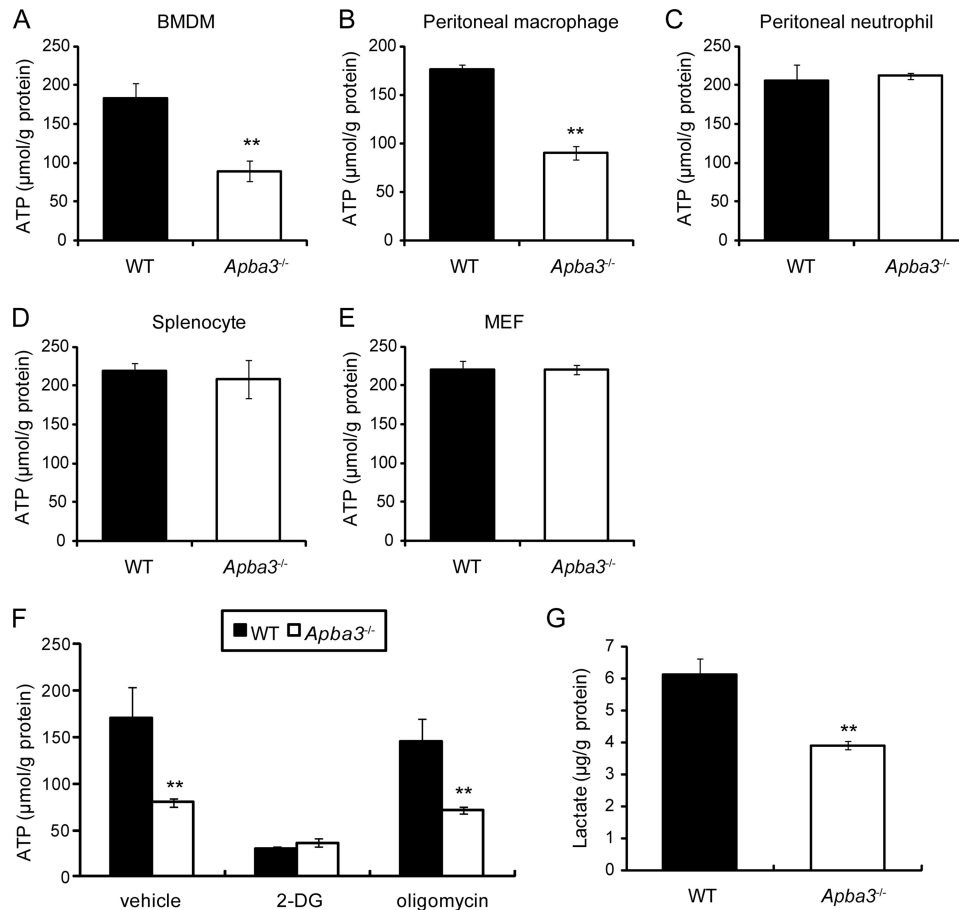 A
BMDM
ATP (µmol/g protein)
250
200
150
100
50
0
**
WT
Apba3-/-
B
Peritoneal macrophage
ATP (µmol/g protein)
200
150
100
50
0
**
WT
Apba3-/-
C
Peritoneal neutrophil
ATP (µmol/g protein)
250
200
150
100
50
0
WT
Apba3-/-
D
Splenocyte
ATP (µmol/g protein)
250
200
150
100
50
0
WT
Apba3-/-
E
MEF
ATP (µmol/g protein)
250
200
150
100
50
0
WT
Apba3-/-
F
WT Apba3-/-
ATP (µmol/g protein)
250
200
150
100
50
0
**
**
vehicle 2-DG oligomycin
G
Lactate (µg/g protein)
7
6
5
4
3
2
1
0
**
WT
Apba3-/-